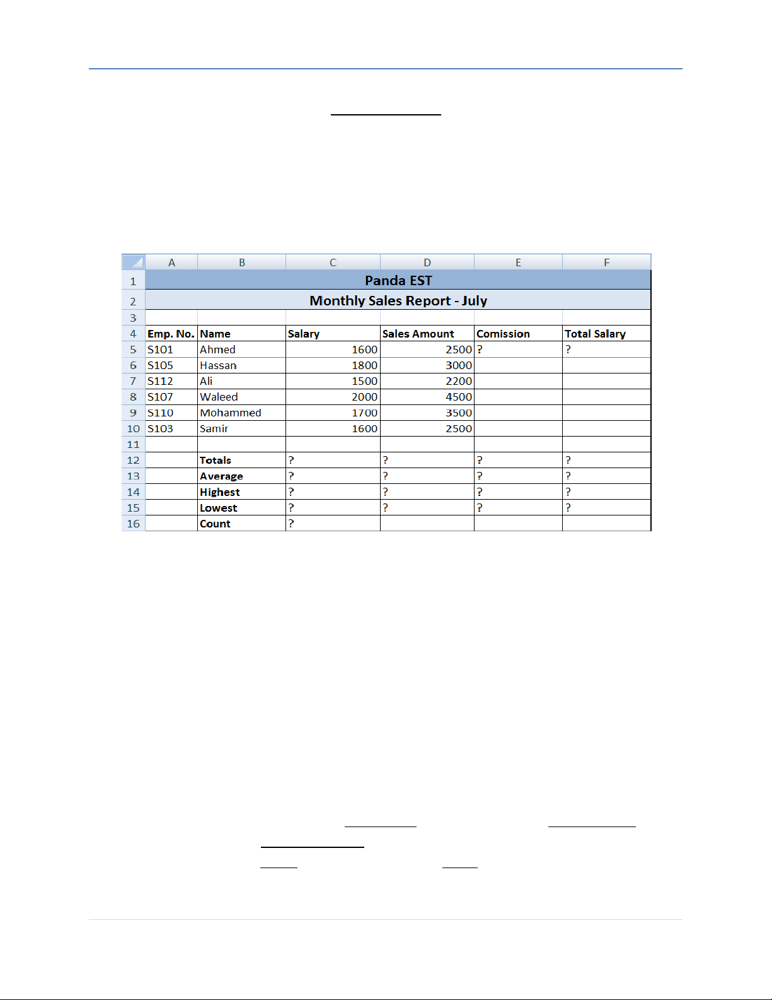 A B C D E F
1 Panda EST
2 Monthly Sales Report - July
3
4 Emp. No. Name Salary Sales Amount Comission Total Salary
5 S101 Ahmed 1600 2500 ? ?
6 S105 Hassan 1800 3000
7 S112 Ali 1500 2200
8 S107 Waleed 2000 4500
9 S110 Mohammed 1700 3500
10 S103 Samir 1600 2500
11
12 Totals ? ? ? ?
13 Average ? ? ? ?
14 Highest ? ? ? ?
15 Lowest ? ? ? ?
16 Count ?